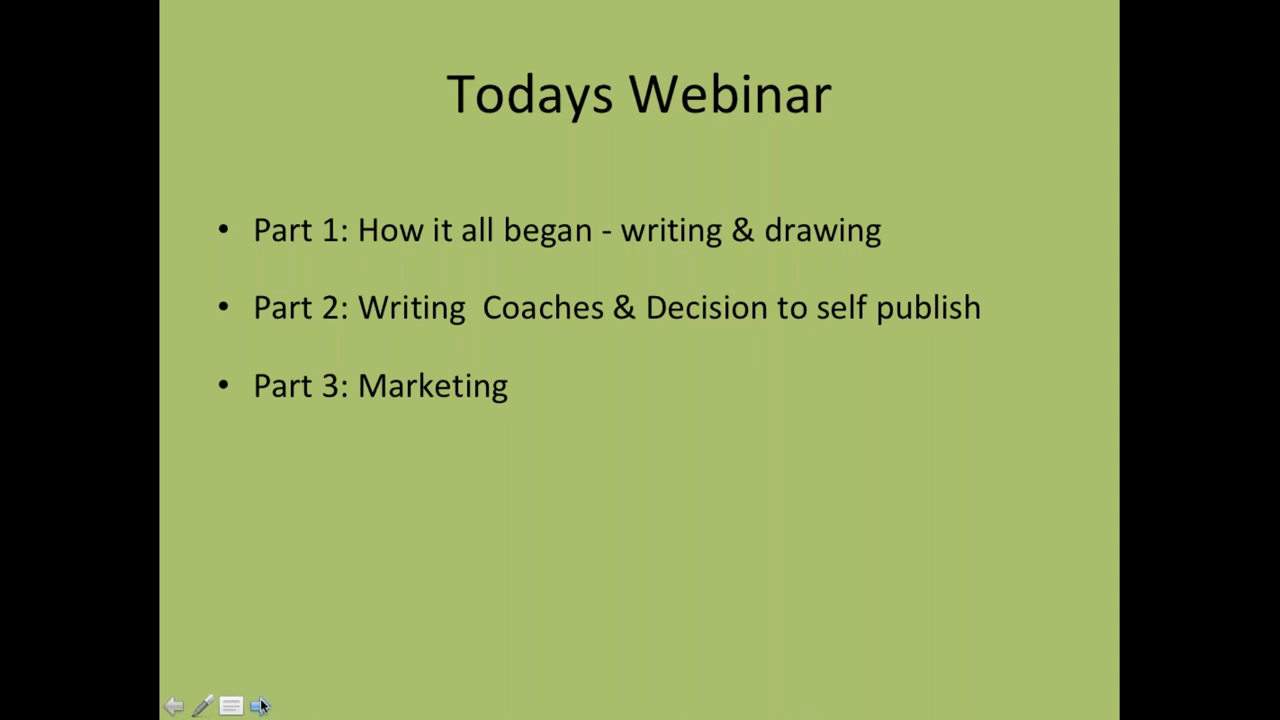 Todays Webinar
• Part 1: How it all began - writing & drawing
• Part 2: Writing  Coaches & Decision to self publish
• Part 3: Marketing